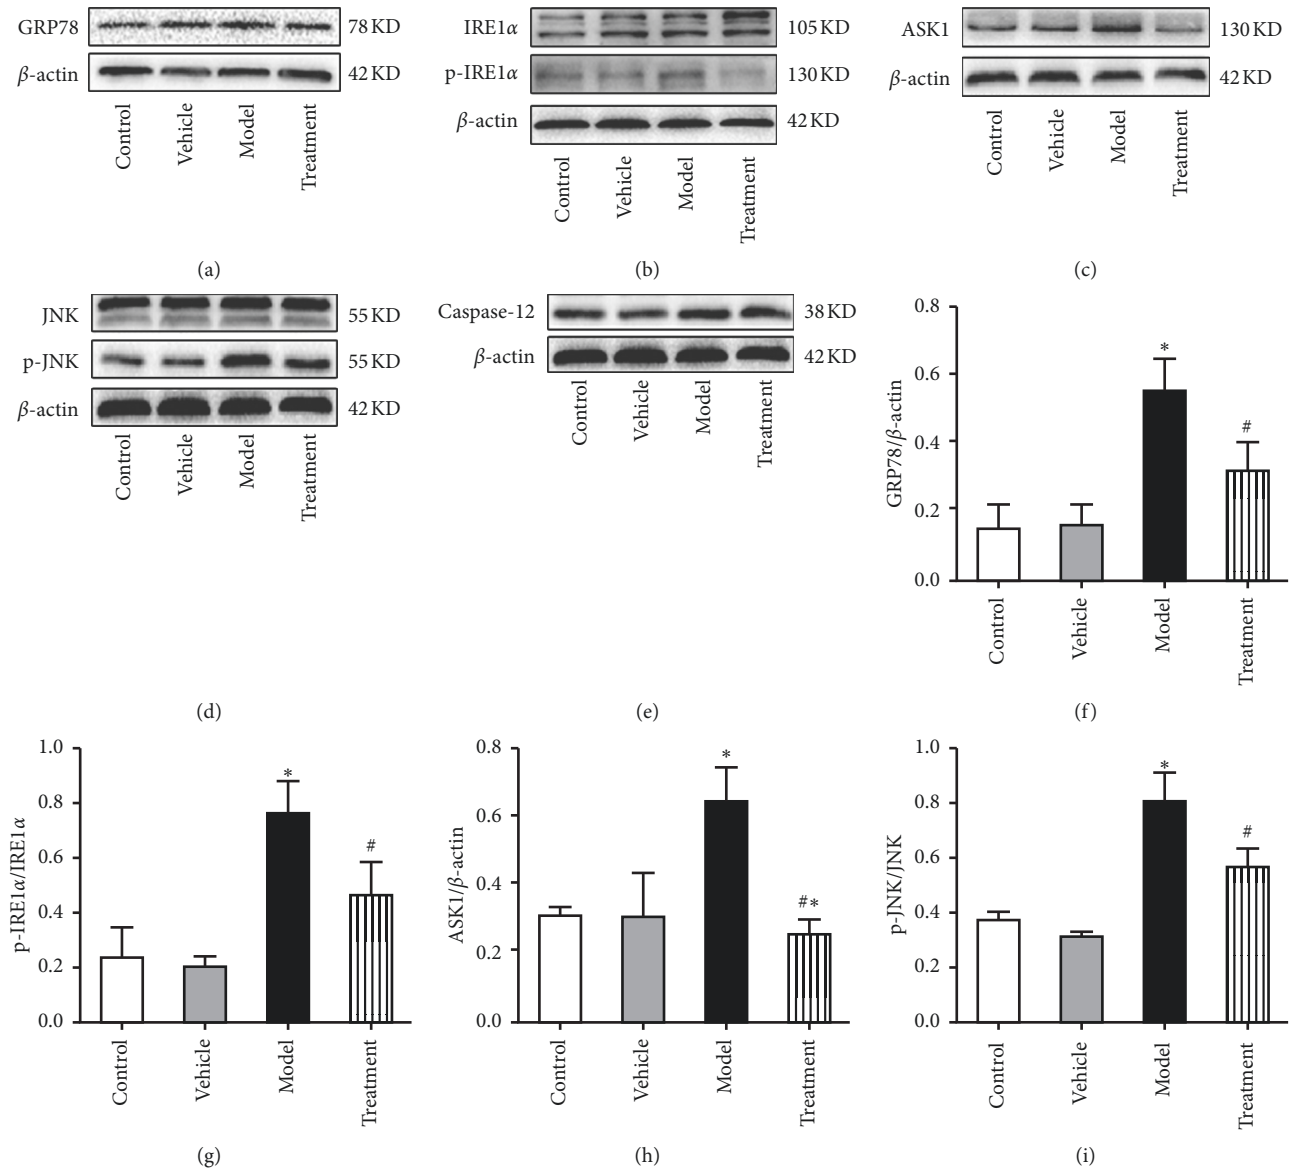 GRP78 78 KD
β-actin 42 KD
Control Vehicle Model Treatment
(a)
IRE1α 105 KD
p-IRE1α 130 KD
β-actin 42 KD
Control Vehicle Model Treatment
(b)
ASK1 130 KD
β-actin 42 KD
Control Vehicle Model Treatment
(c)
JNK 55 KD
p-JNK 55 KD
β-actin 42 KD
Control Vehicle Model Treatment
(d)
Caspase-12 38 KD
β-actin 42 KD
Control Vehicle Model Treatment
(e)
GRP78/β-actin
0.8
0.6
0.4
0.2
0.0
*
#
Control Vehicle Model Treatment
(f)
p-IRE1α/IRE1α
1.0
0.8
0.6
0.4
0.2
0.0
*
#
Control Vehicle Model Treatment
(g)
ASK1/β-actin
0.8
0.6
0.4
0.2
0.0
*
#*
Control Vehicle Model Treatment
(h)
p-JNK/JNK
1.0
0.8
0.6
0.4
0.2
0.0
*
#
Control Vehicle Model Treatment
(i)